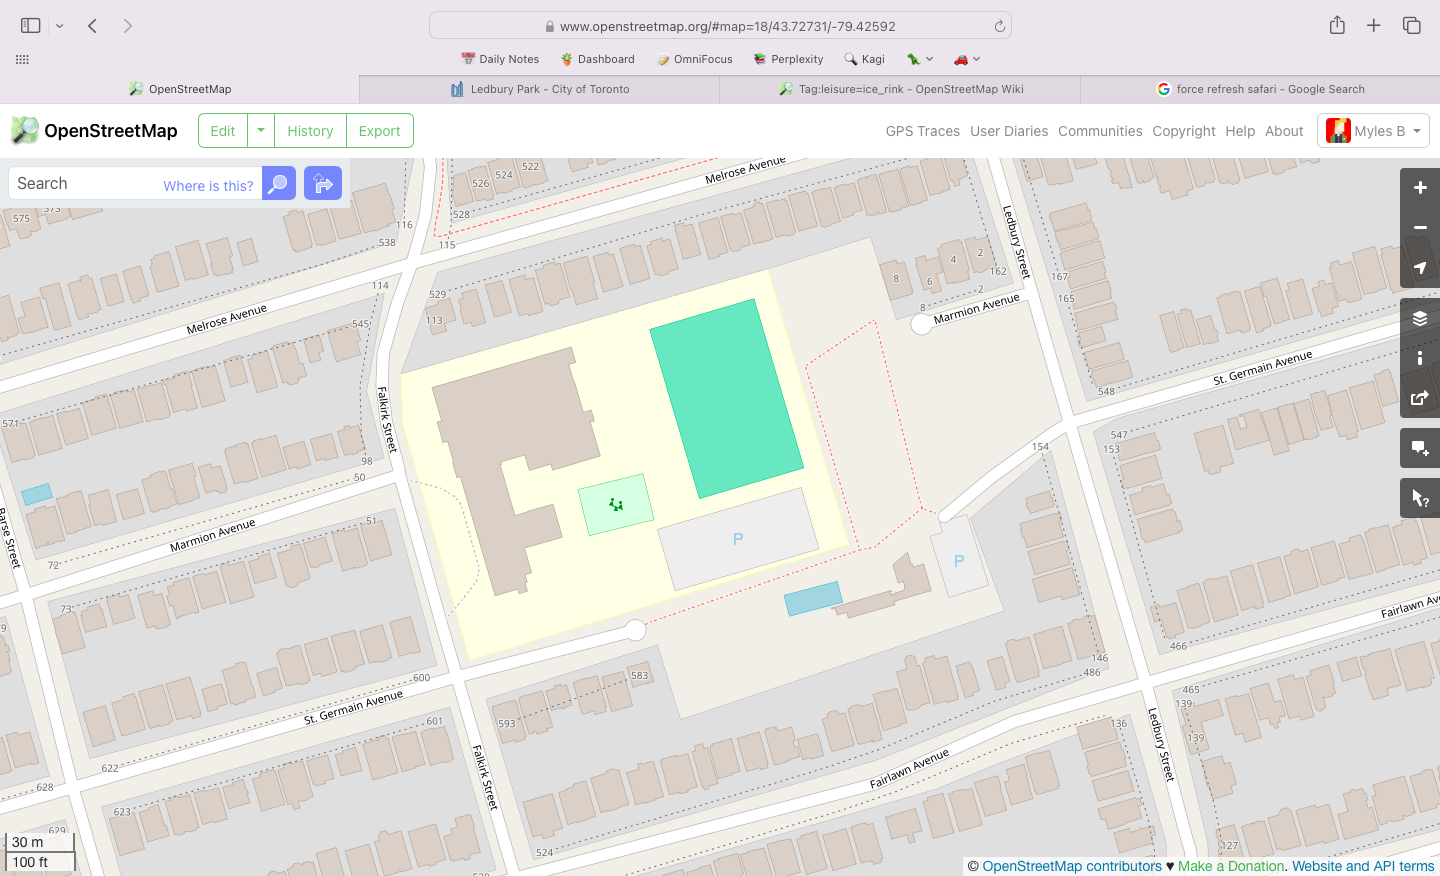 www.openstreetmap.org/#map=18/43.72731/-79.42592
Daily Notes
Dashboard
OmniFocus
Perplexity
Kagi
OpenStreetMap
Ledbury Park - City of Toronto
Tag:leisure=ice_rink - OpenStreetMap Wiki
force refresh safari - Google Search
OpenStreetMap
Edit
History
Export
GPS Traces
User Diaries
Communities
Copyright
Help
About
Myles B
Search
Where is this?
522
524
526
528
575
573
116
538
115
114
529
113
545
Melrose Avenue
Melrose Avenue
Ledbury Street
8
6
4
2
162
2
8
Marmion Avenue
167
165
St. Germain Avenue
548
547
153
154
571
Falkirk Street
98
50
51
Barse Street
Marmion Avenue
72
73
P
P
Fairlawn Ave
466
146
486
465
139
139
136
600
583
593
St. Germain Avenue
601
Falkirk Street
Ledbury Street
Fairlawn Avenue
622
628
623
629
524
127
30 m
100 ft
© OpenStreetMap contributors ♥ Make a Donation. Website and API terms